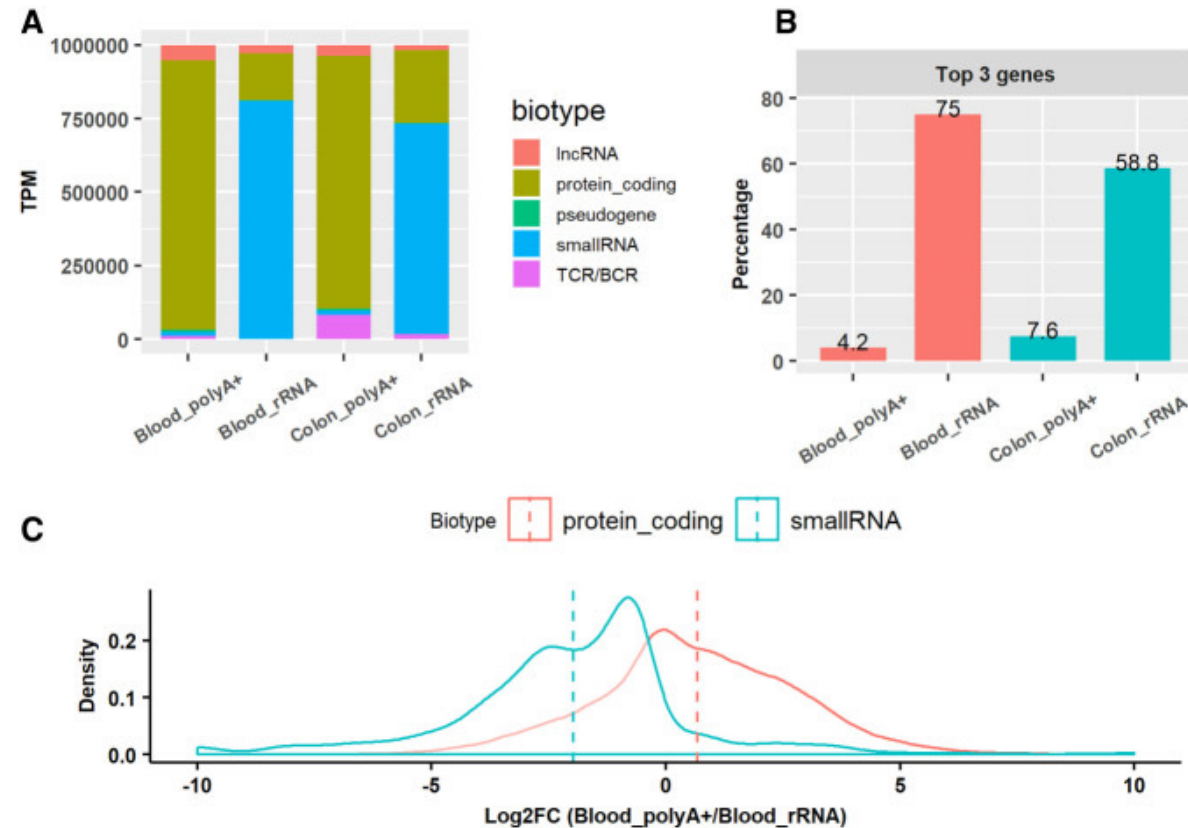 A
TPM
1000000
750000
500000
250000
0
Blood_polyA+
Blood_rRNA
Colon_polyA+
Colon_rRNA
biotype
lncRNA
protein_coding
pseudogene
smallRNA
TCR/BCR
B
Top 3 genes
Percentage
80
60
40
20
0
4.2
75
7.6
58.8
Blood_polyA+
Blood_rRNA
Colon_polyA+
Colon_rRNA
C
Biotype protein_coding smallRNA
Density
0.2
0.1
0.0
-10 -5 0 5 10
Log2FC (Blood_polyA+/Blood_rRNA)